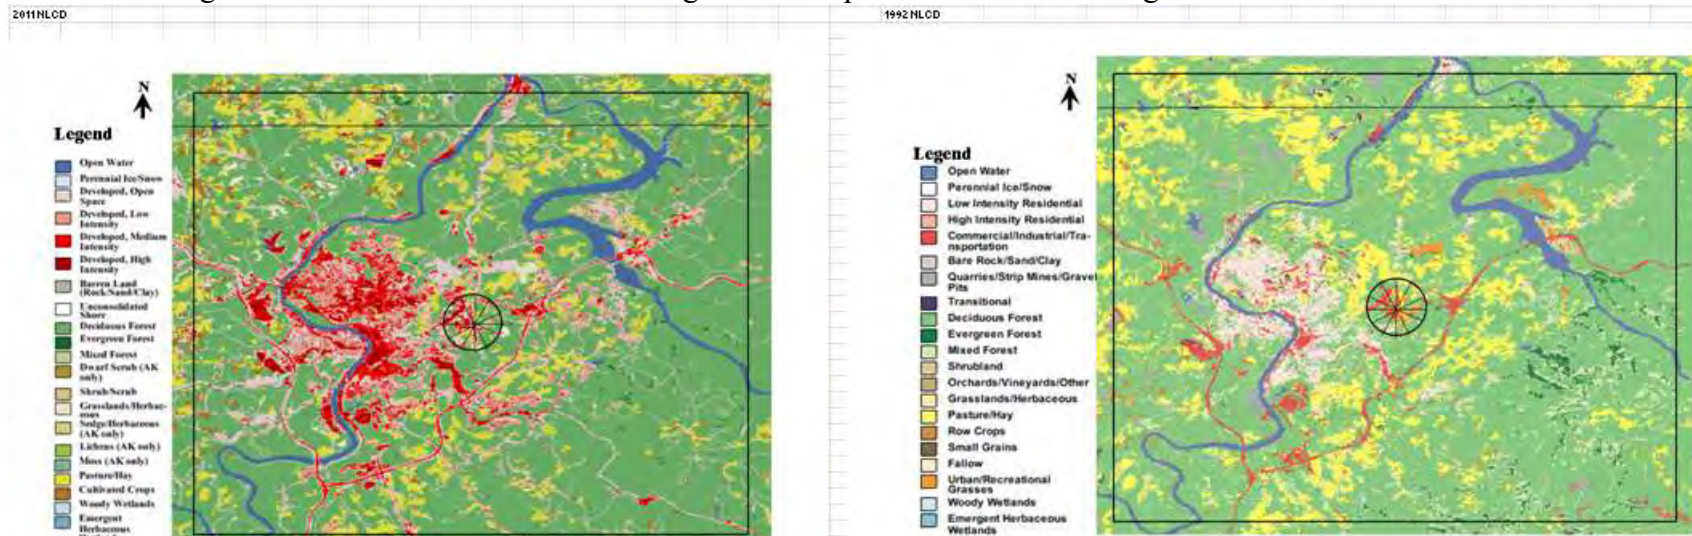 2011 NLCD
N
Legend
Open Water
Perennial Ice/Snow
Developed, Open
Space
Developed, Low
Intensity
Developed, Medium
Intensity
Developed, High
Intensity
Barren Land
(Rock/Sand/Clay)
Unconsolidated
Shore
Deciduous Forest
Evergreen Forest
Mixed Forest
Dwarf Scrub (AK
only)
Shrub/Scrub
Grasslands/Herbac-
eous
Sedge/Herbaceous
(AK only)
Lichens (AK only)
Moss (AK only)
Pasture/Hay
Cultivated Crops
Woody Wetlands
Emergent
Herbaceous
1992 NLCD
N
Legend
Open Water
Perennial Ice/Snow
Low Intensity Residential
High Intensity Residential
Commercial/Industrial/Tra-
nsportation
Bare Rock/Sand/Clay
Quarries/Strip Mines/Gravel
Pits
Transitional
Deciduous Forest
Evergreen Forest
Mixed Forest
Shrubland
Orchards/Vineyards/Other
Grasslands/Herbaceous
Pasture/Hay
Row Crops
Small Grains
Fallow
Urban/Recreational
Grasses
Woody Wetlands
Emergent Herbaceous
Wetlands